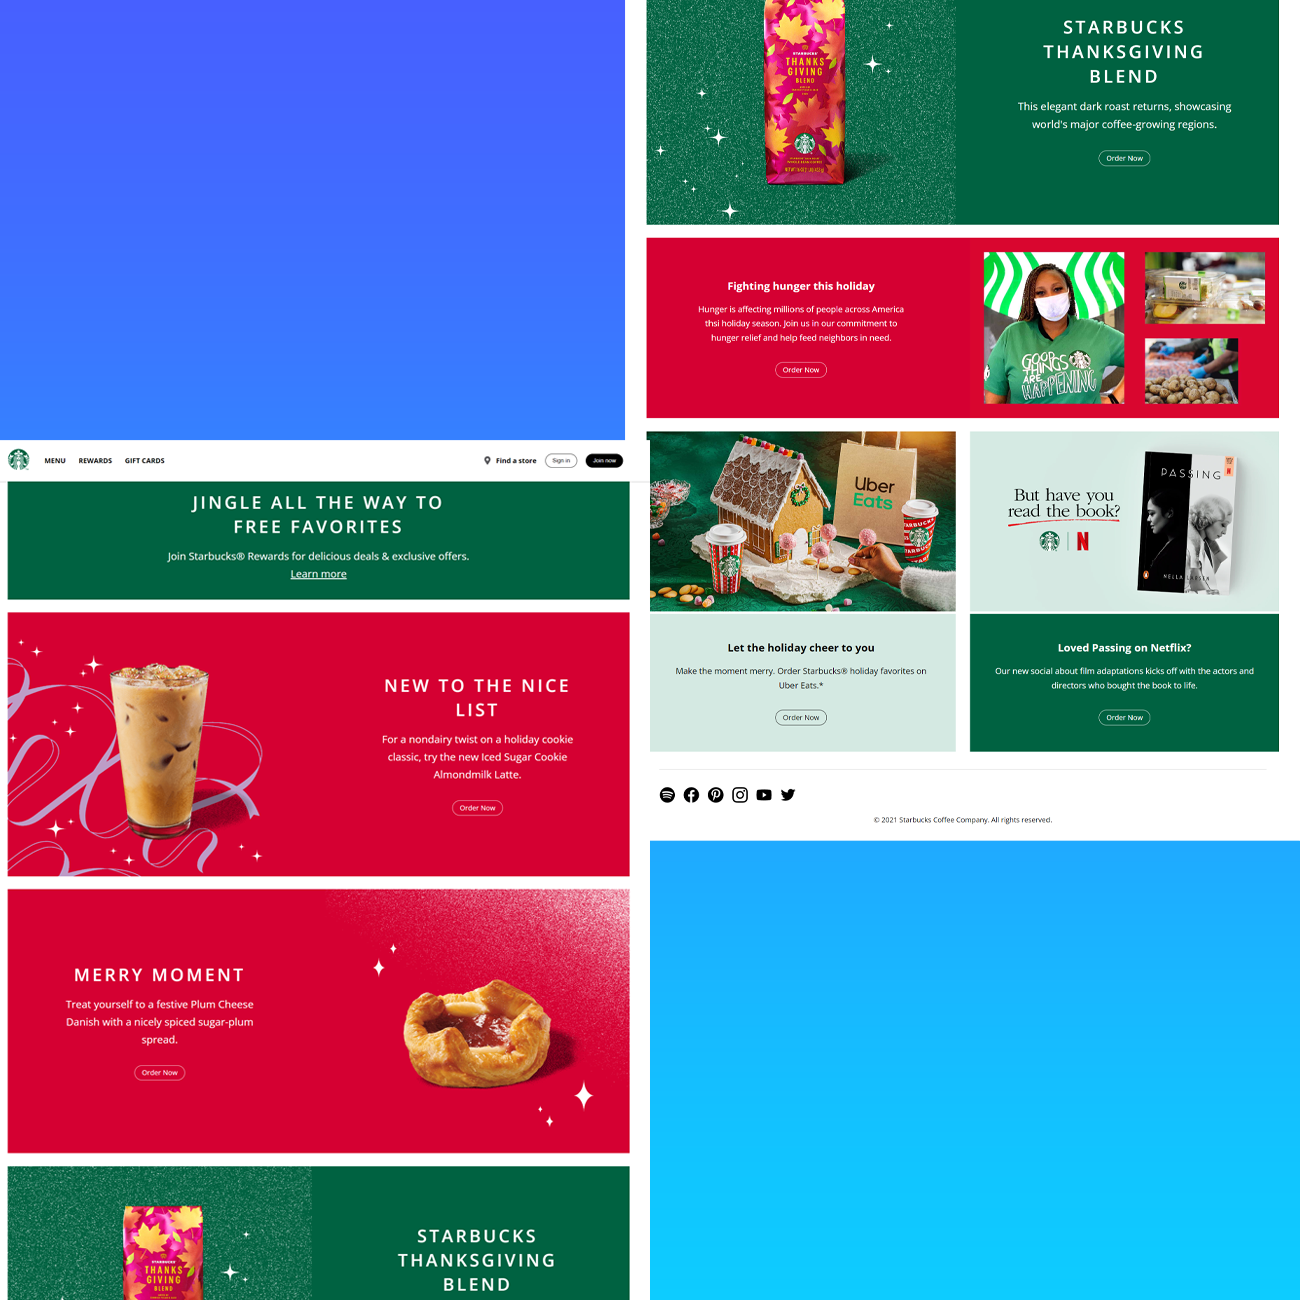 MENU REWARDS GIFT CARDS Find a store Sign in Join now
JINGLE ALL THE WAY TO
FREE FAVORITES
Join Starbucks® Rewards for delicious deals & exclusive offers.
Learn more
NEW TO THE NICE
LIST
For a nondairy twist on a holiday cookie
classic, try the new Iced Sugar Cookie
Almondmilk Latte.
Order Now
MERRY MOMENT
Treat yourself to a festive Plum Cheese
Danish with a nicely spiced sugar-plum
spread.
Order Now
STARBUCKS
THANKS
GIVING
BLEND
STARBUCKS
THANKSGIVING
BLEND
STARBUCKS
THANKS
GIVING
BLEND
STARBUCKS
THANKSGIVING
BLEND
This elegant dark roast returns, showcasing
world's major coffee-growing regions.
Order Now
Fighting hunger this holiday
Hunger is affecting millions of people across America
thsi holiday season. Join us in our commitment to
hunger relief and help feed neighbors in need.
Order Now
GOOD
THINGS
ARE
HAPPENING
Uber
Eats
STARBUCKS
But have you
read the book?
N
PASSING
N
NELLA LARSEN
Let the holiday cheer to you
Make the moment merry. Order Starbucks® holiday favorites on
Uber Eats.*
Order Now
Loved Passing on Netflix?
Our new social about film adaptations kicks off with the actors and
directors who bought the book to life.
Order Now
© 2021 Starbucks Coffee Company. All rights reserved.